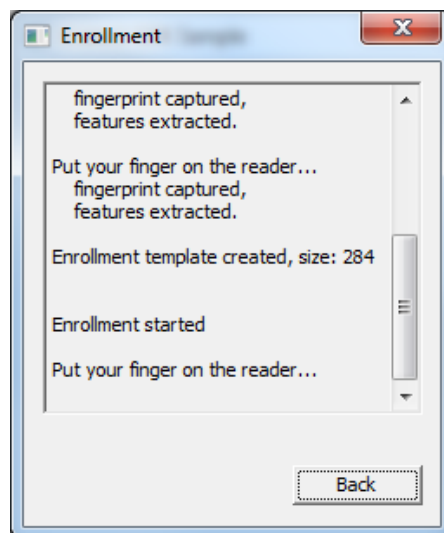 Enrollment
fingerprint captured,
features extracted.
Put your finger on the reader...
fingerprint captured,
features extracted.
Enrollment template created, size: 284
Enrollment started
Put your finger on the reader...
Back